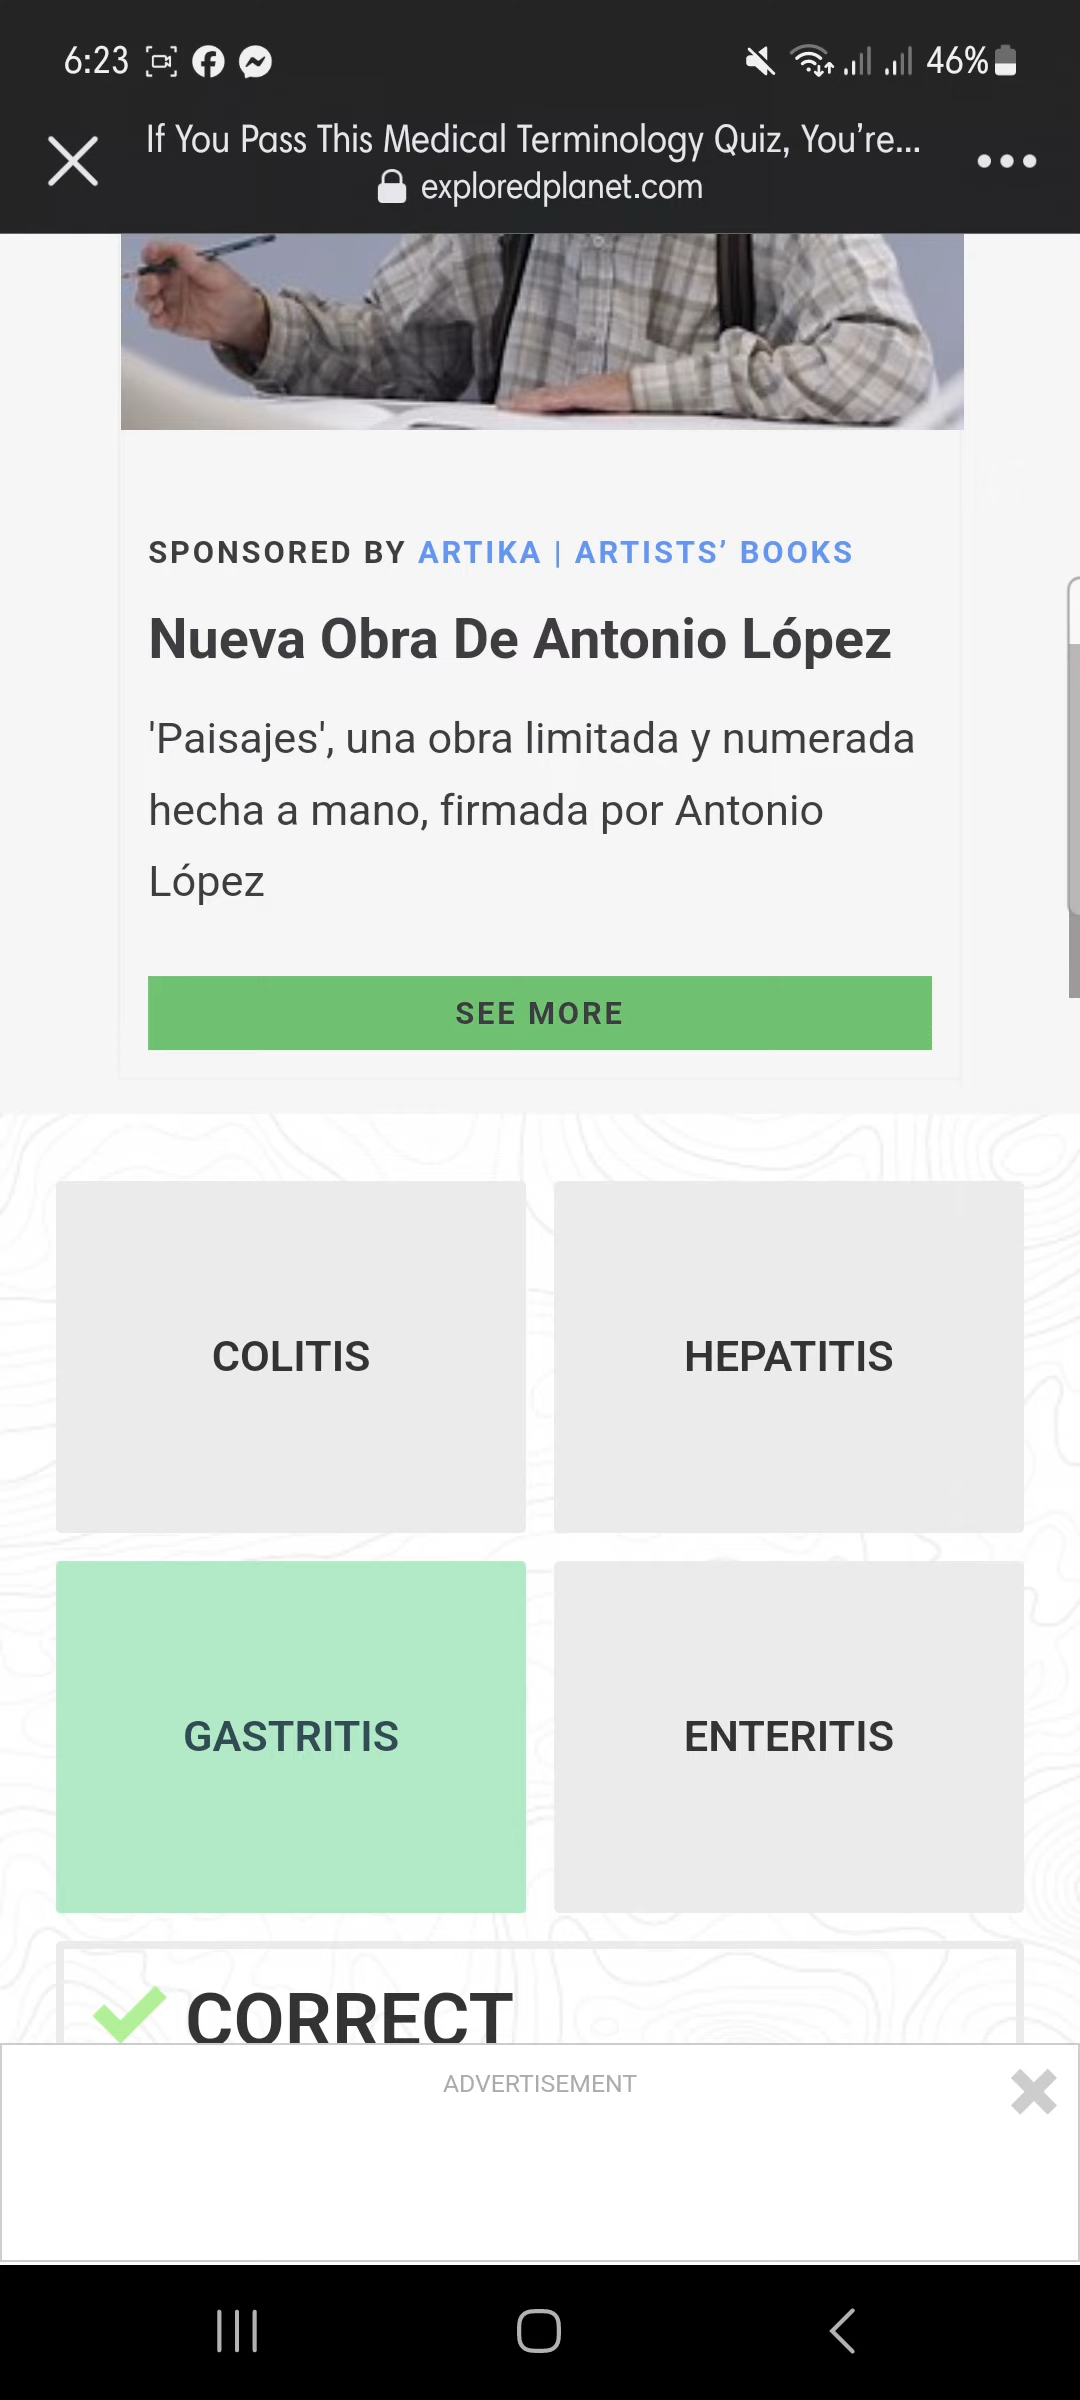 6:23
46%
If You Pass This Medical Terminology Quiz, You’re...
exploredplanet.com
SPONSORED BY ARTIKA | ARTISTS’ BOOKS
Nueva Obra De Antonio López
'Paisajes', una obra limitada y numerada
hecha a mano, firmada por Antonio
López
SEE MORE
COLITIS
HEPATITIS
GASTRITIS
ENTERITIS
CORRECT
ADVERTISEMENT